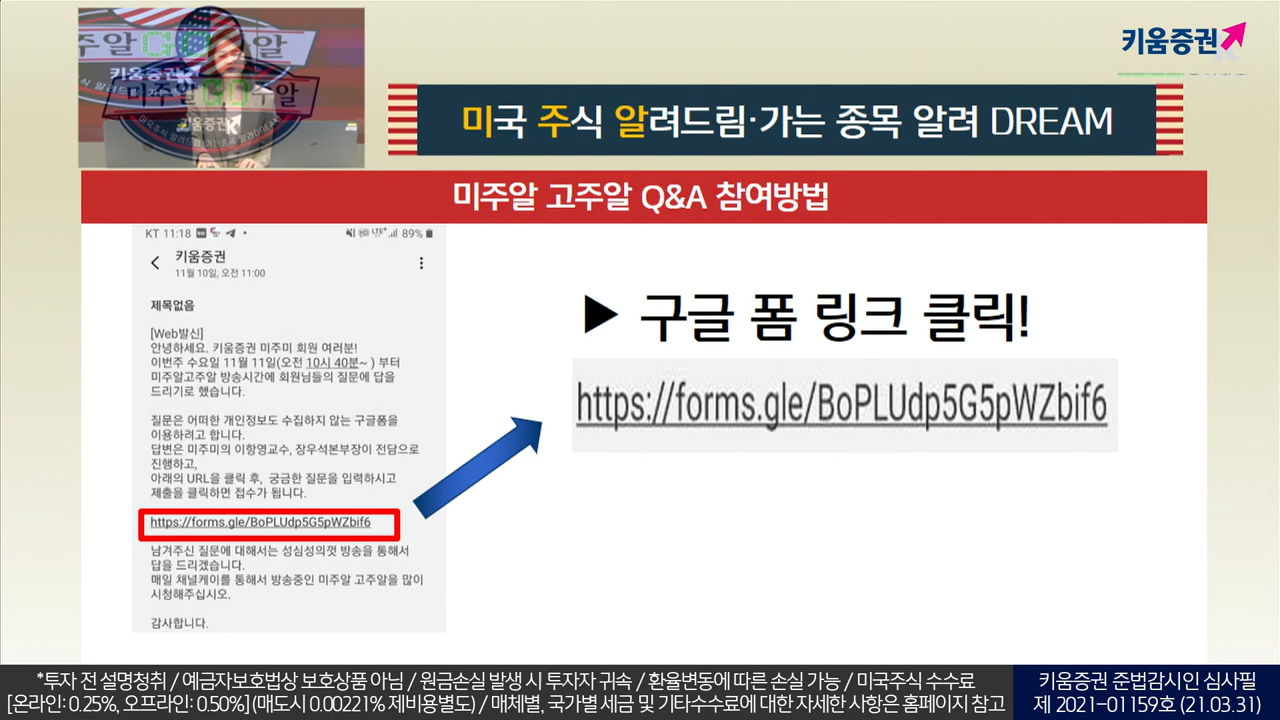 키움증권
미국 주식 알려드림·가는 종목 알려 DREAM
미주알 고주알 Q&A 참여방법
KT 11:18
89%
키움증권
11월 10일, 오전 11:00
제목없음
[Web발신]
안녕하세요. 키움증권 미주미 회원 여러분!
이번주 수요일 11월 11일(오전 10시 40분~ ) 부터
미주알고주알 방송시간에 회원님들의 질문에 답을
드리기로 했습니다.
질문은 어떠한 개인정보도 수집하지 않는 구글폼을
이용하려고 합니다.
답변은 미주미의 이항영교수, 장우석본부장이 전담으로
진행하고,
아래의 URL을 클릭 후, 궁금한 질문을 입력하시고
제출을 클릭하면 접수가 됩니다.
https://forms.gle/BoPLUdp5G5pWZbif6
남겨주신 질문에 대해서는 성심성의껏 방송을 통해서
답을 드리겠습니다.
매일 채널케이를 통해서 방송중인 미주알 고주알을 많이
시청해주십시오.
감사합니다.
▶ 구글 폼 링크 클릭!
https://forms.gle/BoPLUdp5G5pWZbif6
*투자 전 설명청취 / 예금자보호법상 보호상품 아님 / 원금손실 발생 시 투자자 귀속 / 환율변동에 따른 손실 가능 / 미국주식 수수료
[온라인: 0.25%, 오프라인: 0.50%] (매도시 0.00221% 제비용별도) / 매체별, 국가별 세금 및 기타수수료에 대한 자세한 사항은 홈페이지 참고
키움증권 준법감시인 심사필
제 2021-01159호 (21.03.31)